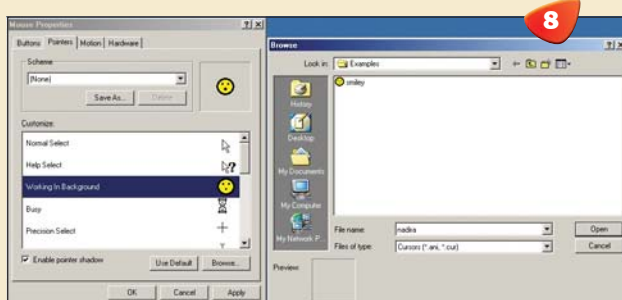 8
Mouse Properties
Buttons Pointers Motion Hardware
Scheme
(None)
Save As... Delete
Customize:
Normal Select
Help Select
Working In Background
Busy
Precision Select
Enable pointer shadow
Use Default Browse...
OK Cancel Apply
Browse
Look in: Examples
smiley
History
Desktop
My Documents
My Computer
My Network P...
File name: nadira
Open
Files of type: Cursors (*.ani, *.cur)
Cancel
Preview: